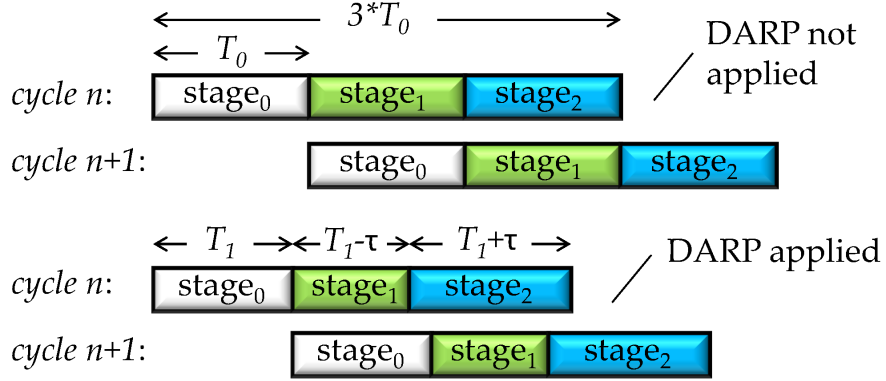 3*T₀
T₀
DARP not
applied
cycle n: stage₀ stage₁ stage₂
cycle n+1: stage₀ stage₁ stage₂
T₁ T₁-τ T₁+τ
DARP applied
cycle n: stage₀ stage₁ stage₂
cycle n+1: stage₀ stage₁ stage₂